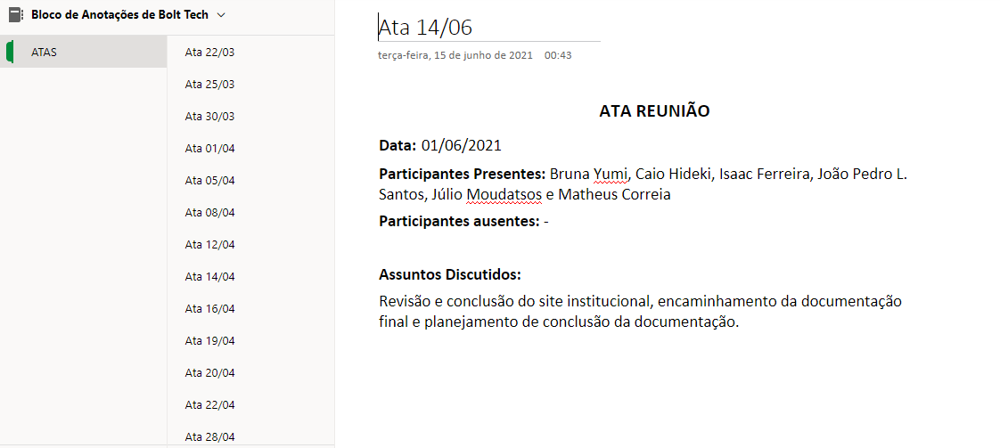 Bloco de Anotações de Bolt Tech
ATAS
Ata 22/03
Ata 25/03
Ata 30/03
Ata 01/04
Ata 05/04
Ata 08/04
Ata 12/04
Ata 14/04
Ata 16/04
Ata 19/04
Ata 20/04
Ata 22/04
Ata 28/04
Ata 14/06
terça-feira, 15 de junho de 2021 00:43
ATA REUNIÃO
Data: 01/06/2021
Participantes Presentes: Bruna Yumi, Caio Hideki, Isaac Ferreira, João Pedro L.
Santos, Júlio Moudatsos e Matheus Correia
Participantes ausentes: -
Assuntos Discutidos:
Revisão e conclusão do site institucional, encaminhamento da documentação
final e planejamento de conclusão da documentação.